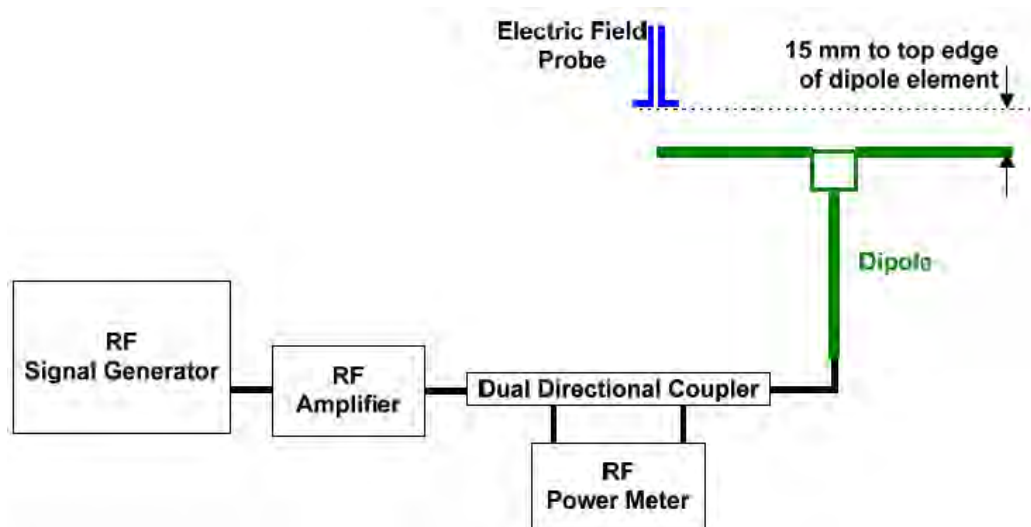 Electric Field
Probe
15 mm to top edge
of dipole element
Dipole
RF
Signal Generator
RF
Amplifier
Dual Directional Coupler
RF
Power Meter